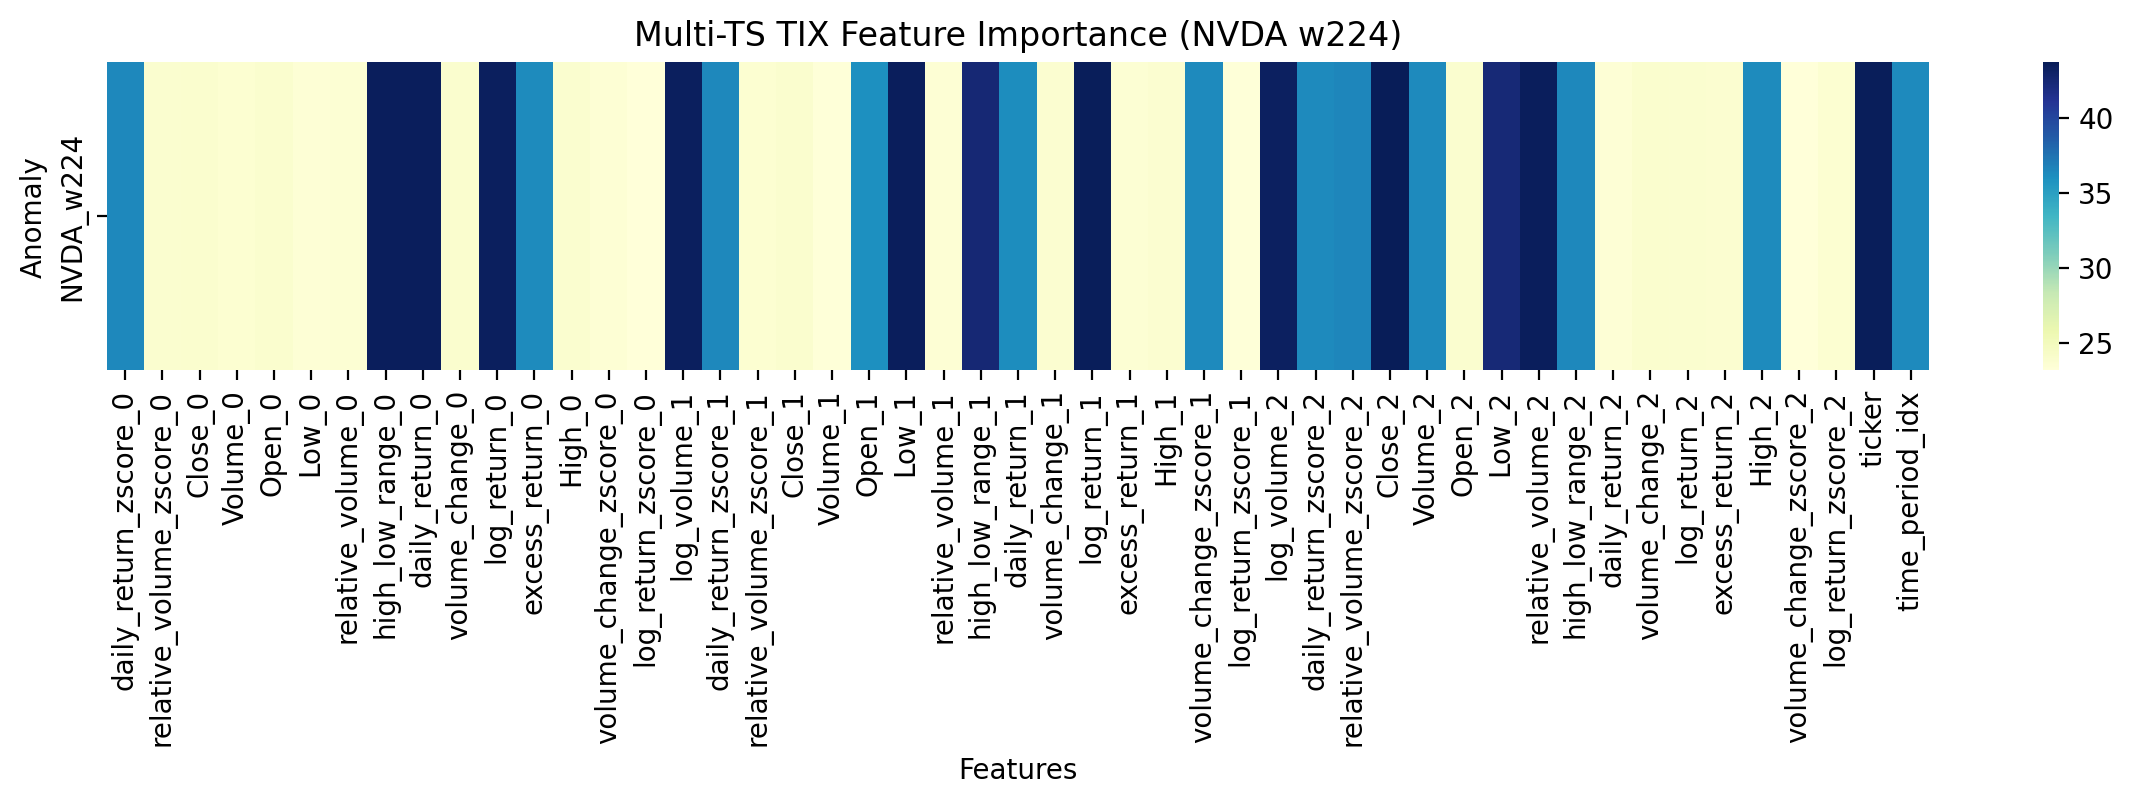 Multi-TS TIX Feature Importance (NVDA w224)
Anomaly
NVDA_w224
40
35
30
25
daily_return_zscore_0
relative_volume_zscore_0
Close_0
Volume_0
Open_0
Low_0
relative_volume_0
high_low_range_0
daily_return_0
volume_change_0
log_return_0
excess_return_0
High_0
volume_change_zscore_0
log_return_zscore_0
log_volume_1
daily_return_zscore_1
relative_volume_zscore_1
Close_1
Volume_1
Open_1
Low_1
relative_volume_1
high_low_range_1
daily_return_1
volume_change_1
log_return_1
excess_return_1
High_1
volume_change_zscore_1
log_return_zscore_1
log_volume_2
daily_return_zscore_2
relative_volume_zscore_2
Close_2
Volume_2
Open_2
Low_2
relative_volume_2
high_low_range_2
daily_return_2
volume_change_2
log_return_2
excess_return_2
High_2
volume_change_zscore_2
log_return_zscore_2
ticker
time_period_idx
Features